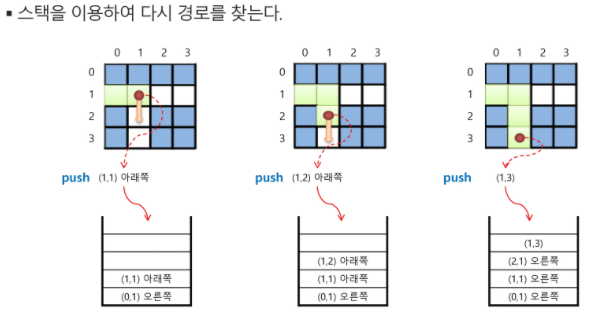 ▪ 스택을 이용하여 다시 경로를 찾는다.
0 1 2 3
0
1
2
3
push (1,1) 아래쪽
(1,1) 아래쪽
(0,1) 오른쪽
0 1 2 3
0
1
2
3
push (1,2) 아래쪽
(1,2) 아래쪽
(1,1) 아래쪽
(0,1) 오른쪽
0 1 2 3
0
1
2
3
push (1,3)
(1,3)
(2,1) 오른쪽
(1,1) 오른쪽
(0,1) 오른쪽